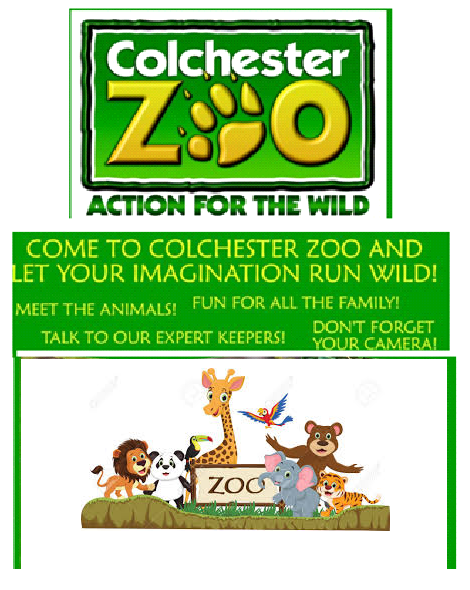 Colchester
ZOO
ACTION FOR THE WILD
COME TO COLCHESTER ZOO AND
LET YOUR IMAGINATION RUN WILD!
MEET THE ANIMALS! FUN FOR ALL THE FAMILY!
TALK TO OUR EXPERT KEEPERS! DON'T FORGET
YOUR CAMERA!
ZOO